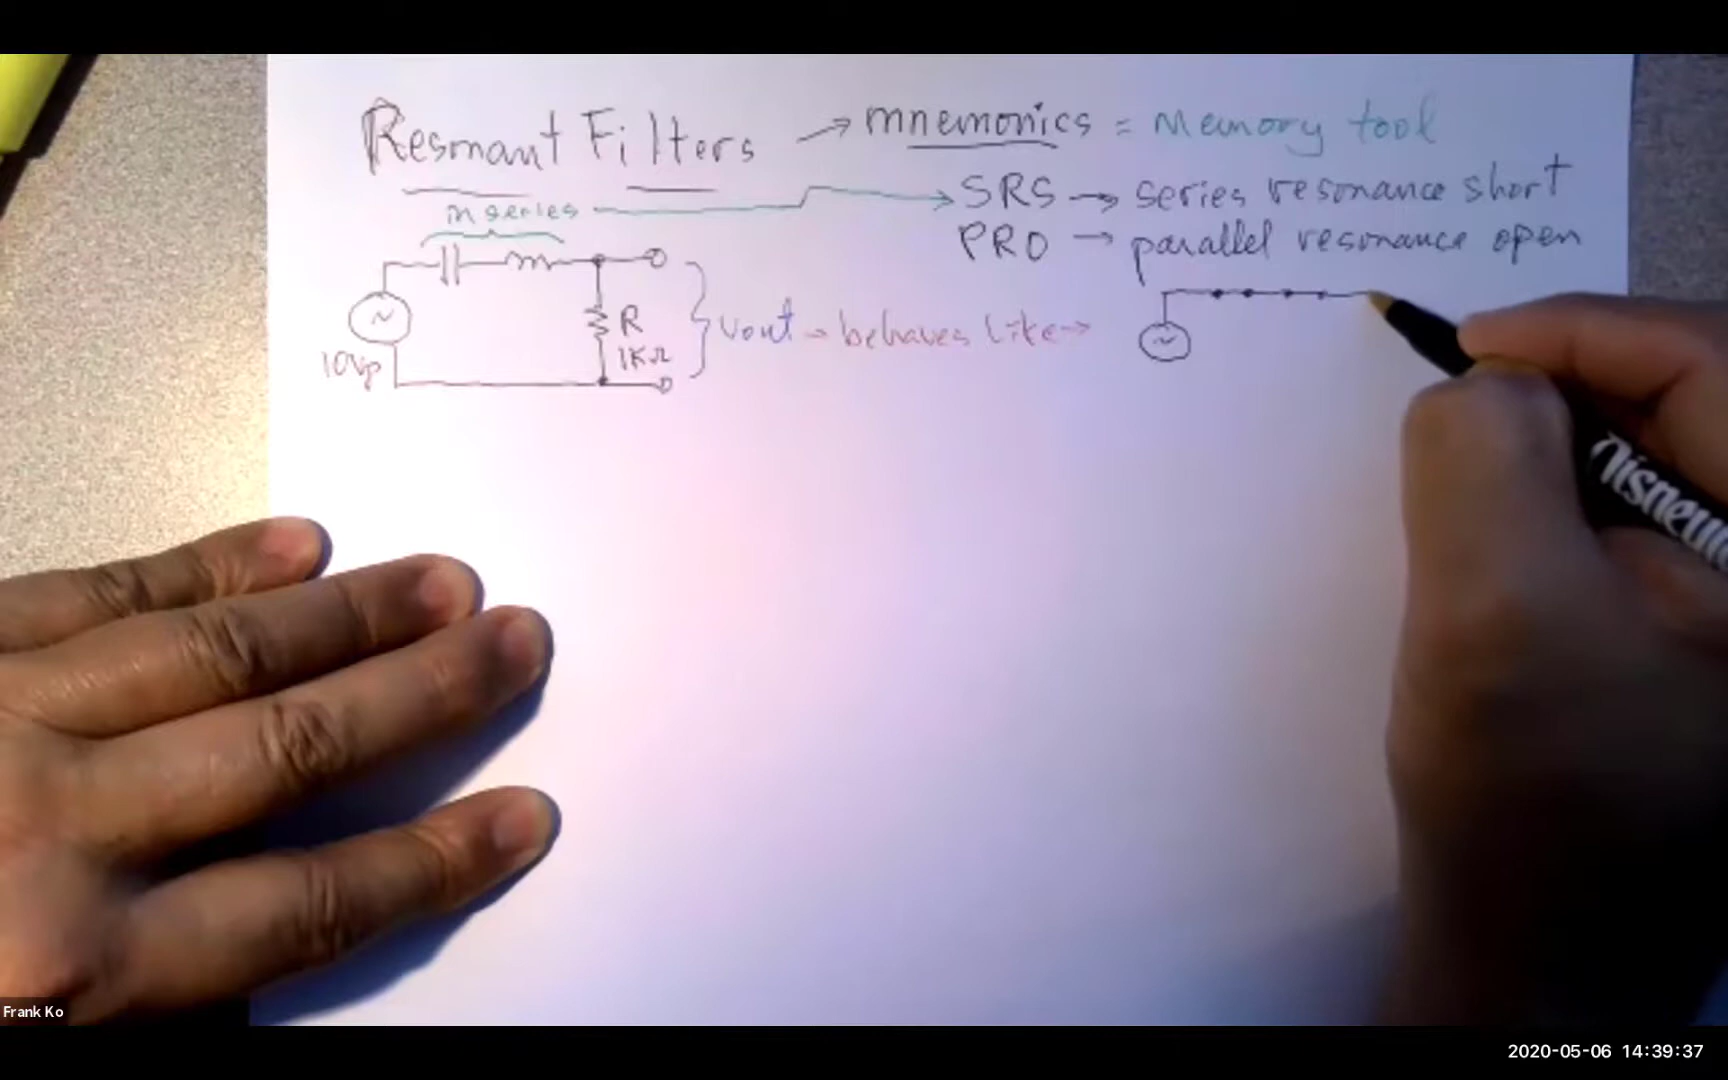 Resonant Filters → mnemonics = Memory tool
in series → SRS → series resonance short
PRO → parallel resonance open
~
R
1KΩ
10Vp
Vout → behaves like →
~
Frank Ko
2020-05-06 14:39:37